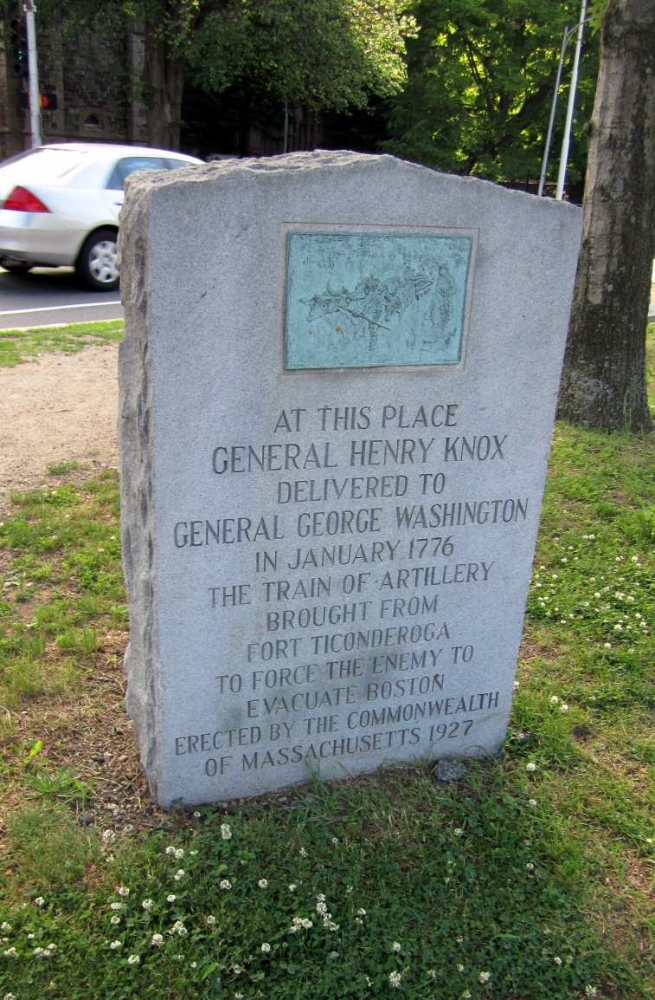 AT THIS PLACE
GENERAL HENRY KNOX
DELIVERED TO
GENERAL GEORGE WASHINGTON
IN JANUARY 1776
THE TRAIN OF ARTILLERY
BROUGHT FROM
FORT TICONDEROGA
TO FORCE THE ENEMY TO
EVACUATE BOSTON
ERECTED BY THE COMMONWEALTH
OF MASSACHUSETTS 1927